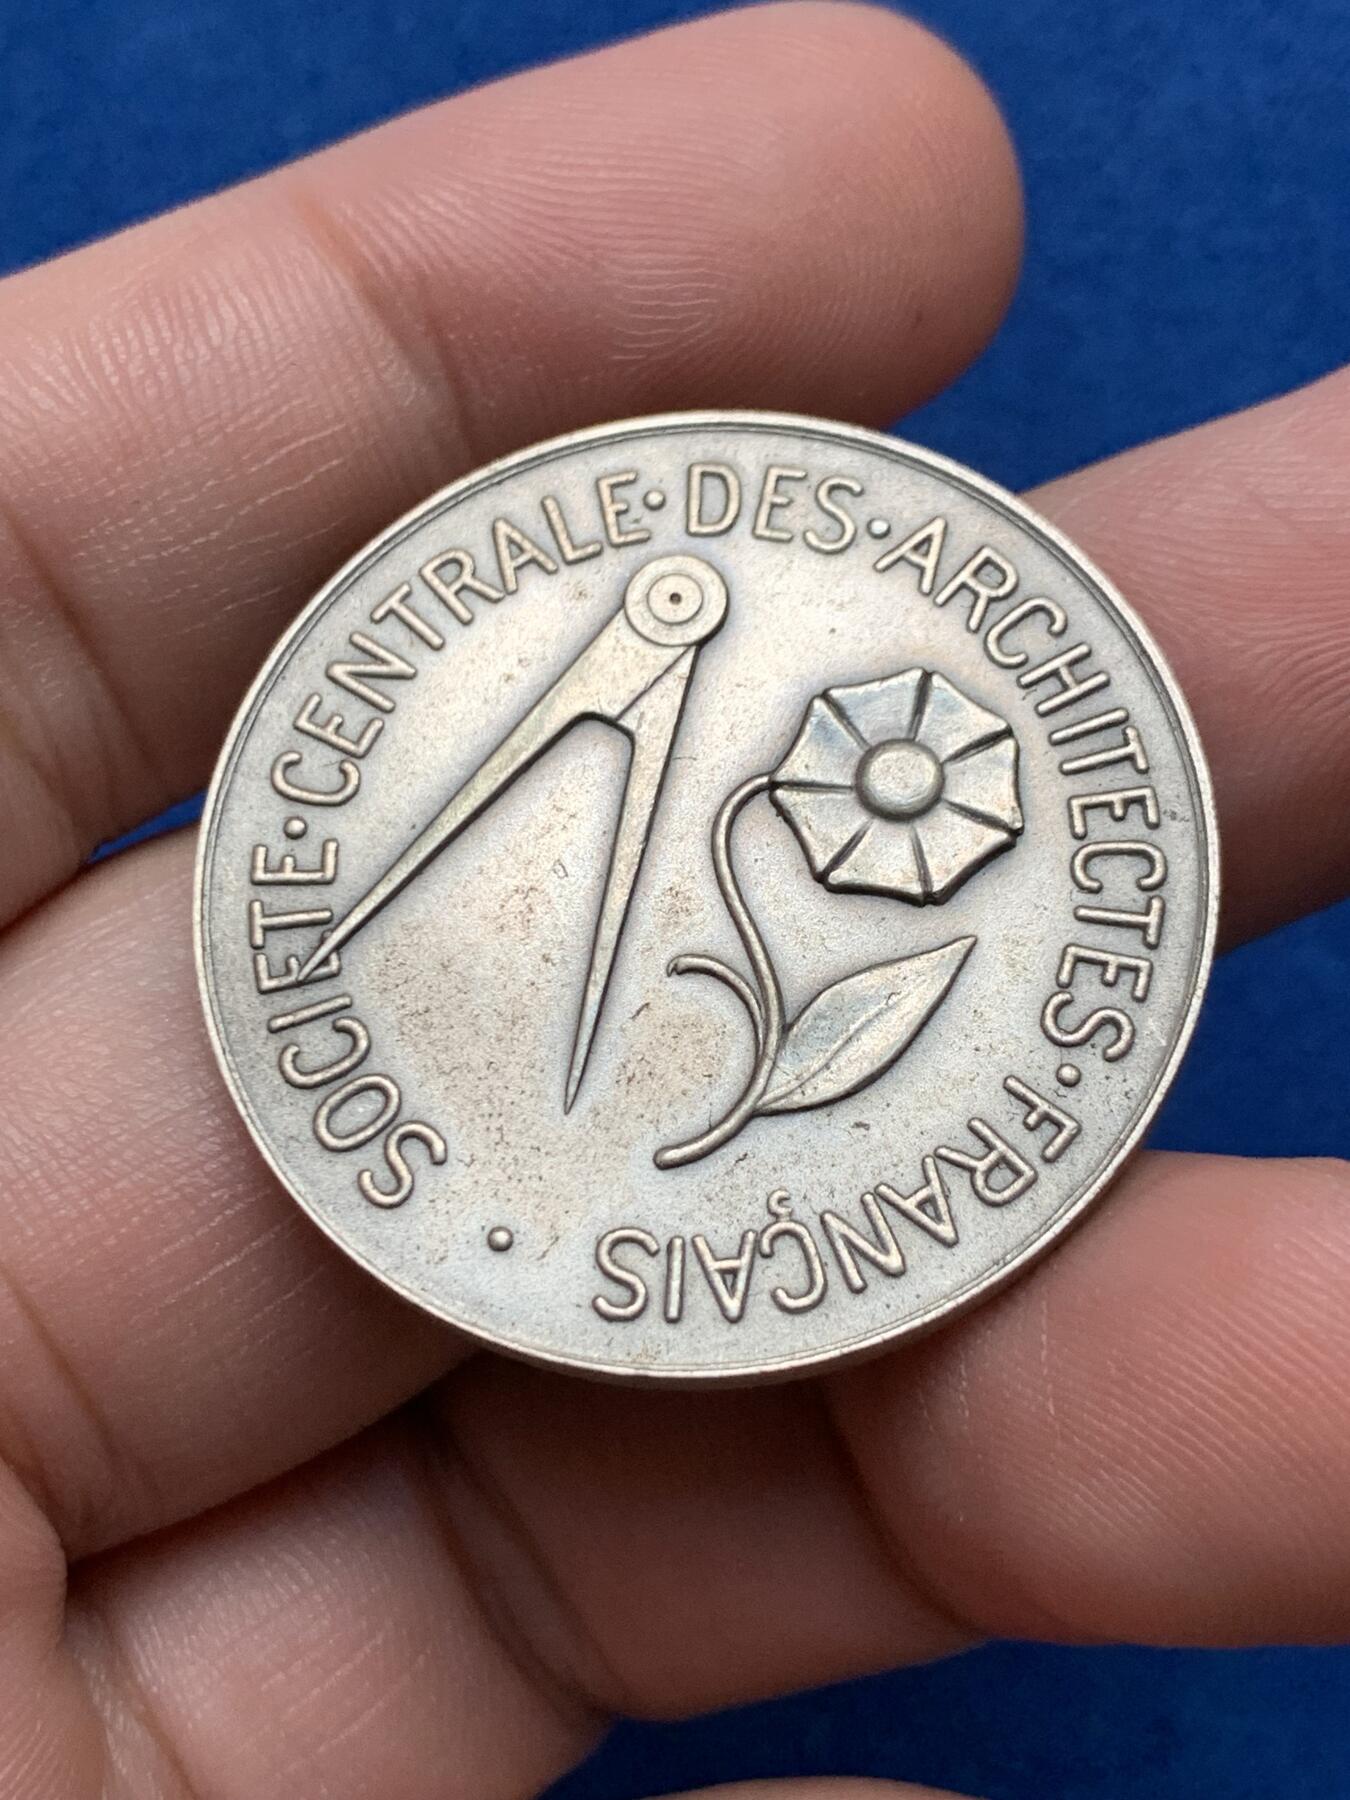 SOCIETE · CENTRALE · DES · ARCHITECTES · FRANÇAIS ·